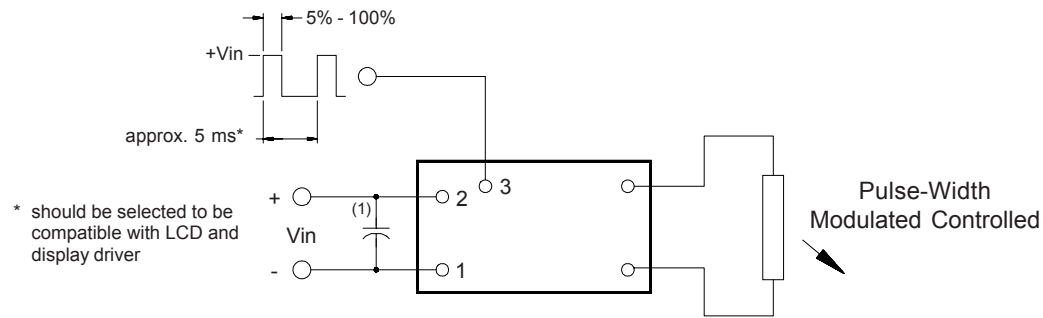 5% - 100%
+Vin
approx. 5 ms*
* should be selected to be
compatible with LCD and
display driver
+
(1)
Vin
-
2
3
1
Pulse-Width
Modulated Controlled